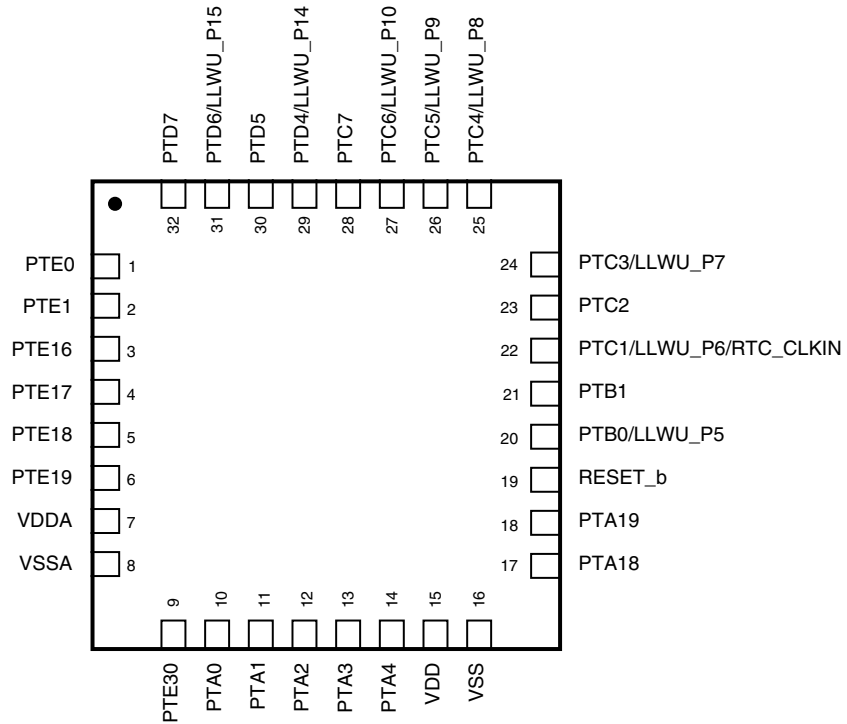 PTD7
PTD6/LLWU_P15
PTD5
PTD4/LLWU_P14
PTC7
PTC6/LLWU_P10
PTC5/LLWU_P9
PTC4/LLWU_P8
32
31
30
29
28
27
26
25
PTE0 1
PTE1 2
PTE16 3
PTE17 4
PTE18 5
PTE19 6
VDDA 7
VSSA 8
24 PTC3/LLWU_P7
23 PTC2
22 PTC1/LLWU_P6/RTC_CLKIN
21 PTB1
20 PTB0/LLWU_P5
19 RESET_b
18 PTA19
17 PTA18
9
10
11
12
13
14
15
16
PTE30
PTA0
PTA1
PTA2
PTA3
PTA4
VDD
VSS